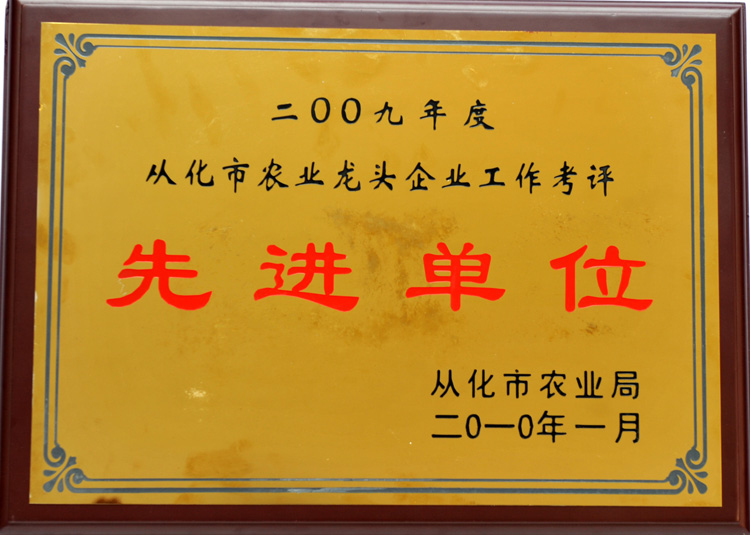 二00九年度
从化市农业龙头企业工作考评
先进单位
从化市农业局
二0一0年一月